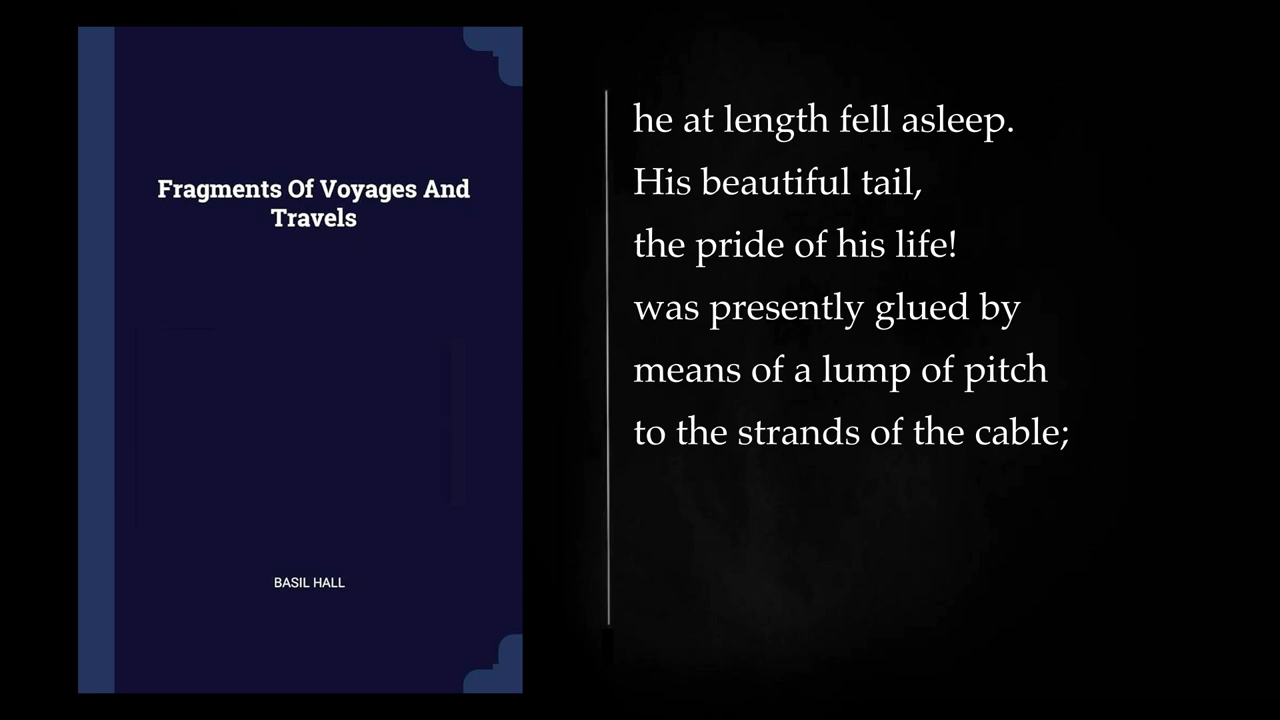 Fragments Of Voyages And
Travels
BASIL HALL
he at length fell asleep.
His beautiful tail,
the pride of his life!
was presently glued by
means of a lump of pitch
to the strands of the cable;